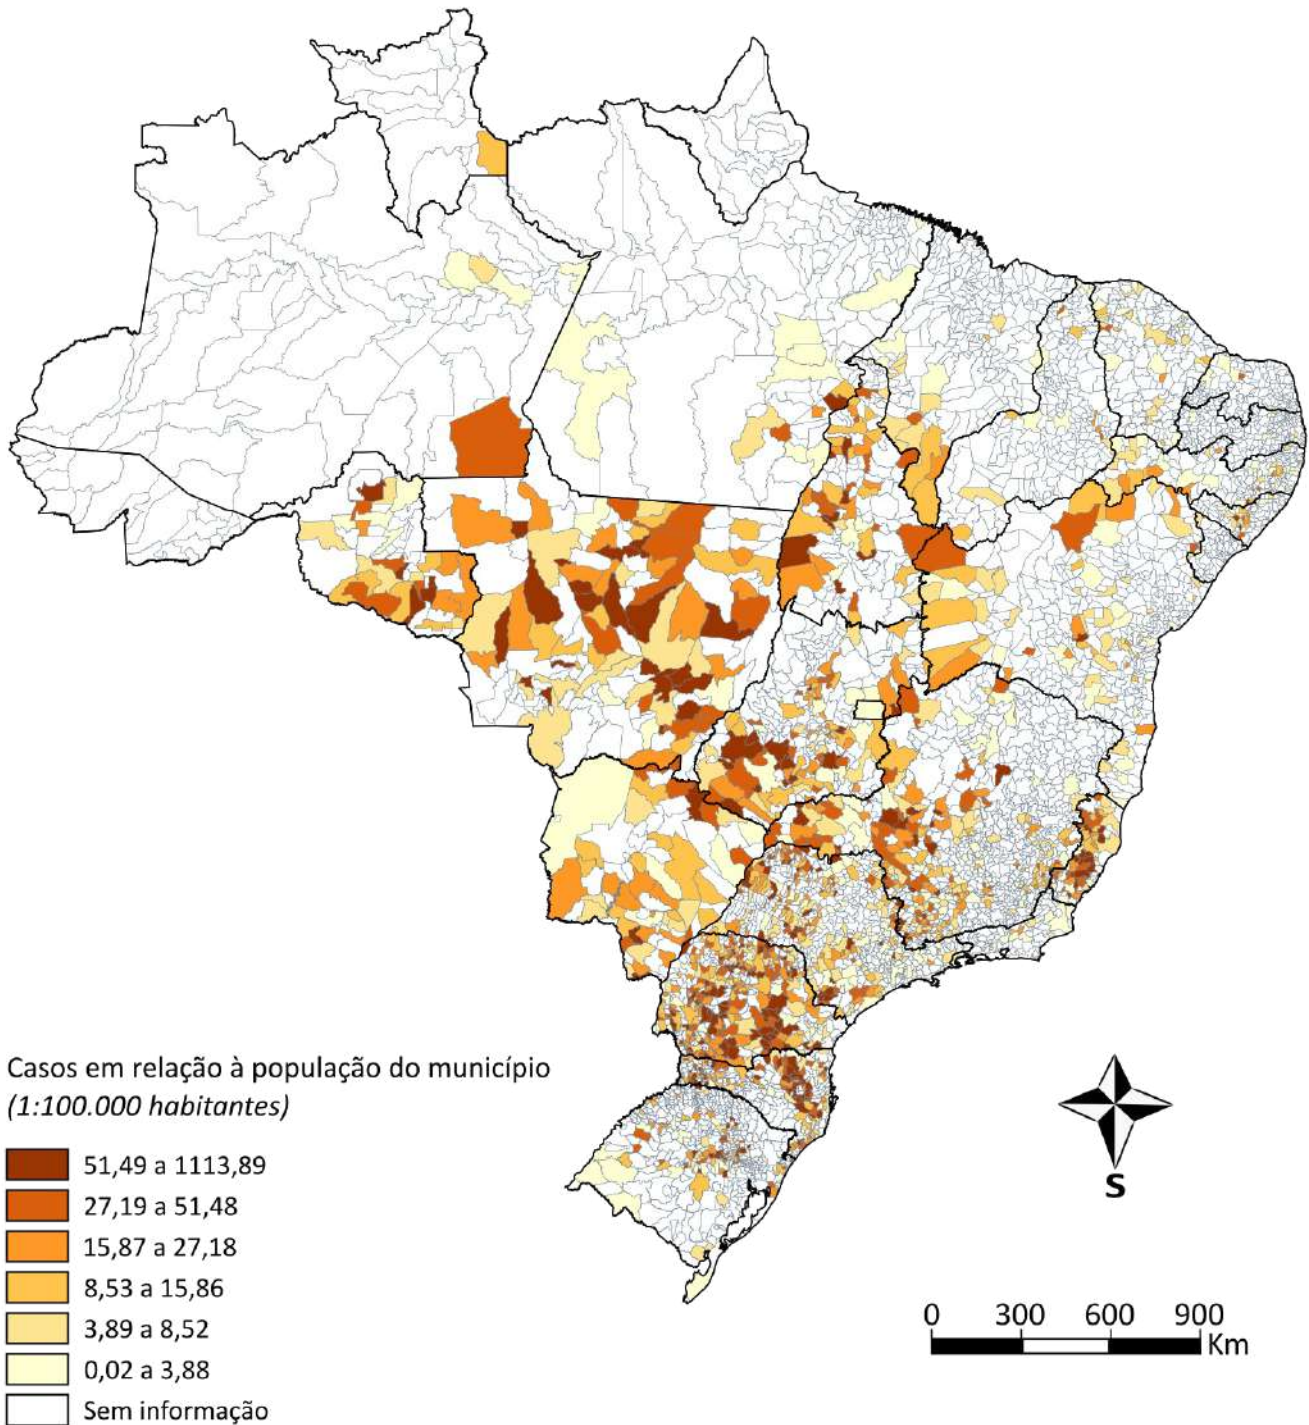 Casos em relação à população do município
(1:100.000 habitantes)
51,49 a 1113,89
27,19 a 51,48
15,87 a 27,18
8,53 a 15,86
3,89 a 8,52
0,02 a 3,88
Sem informação
S
0 300 600 900
Km